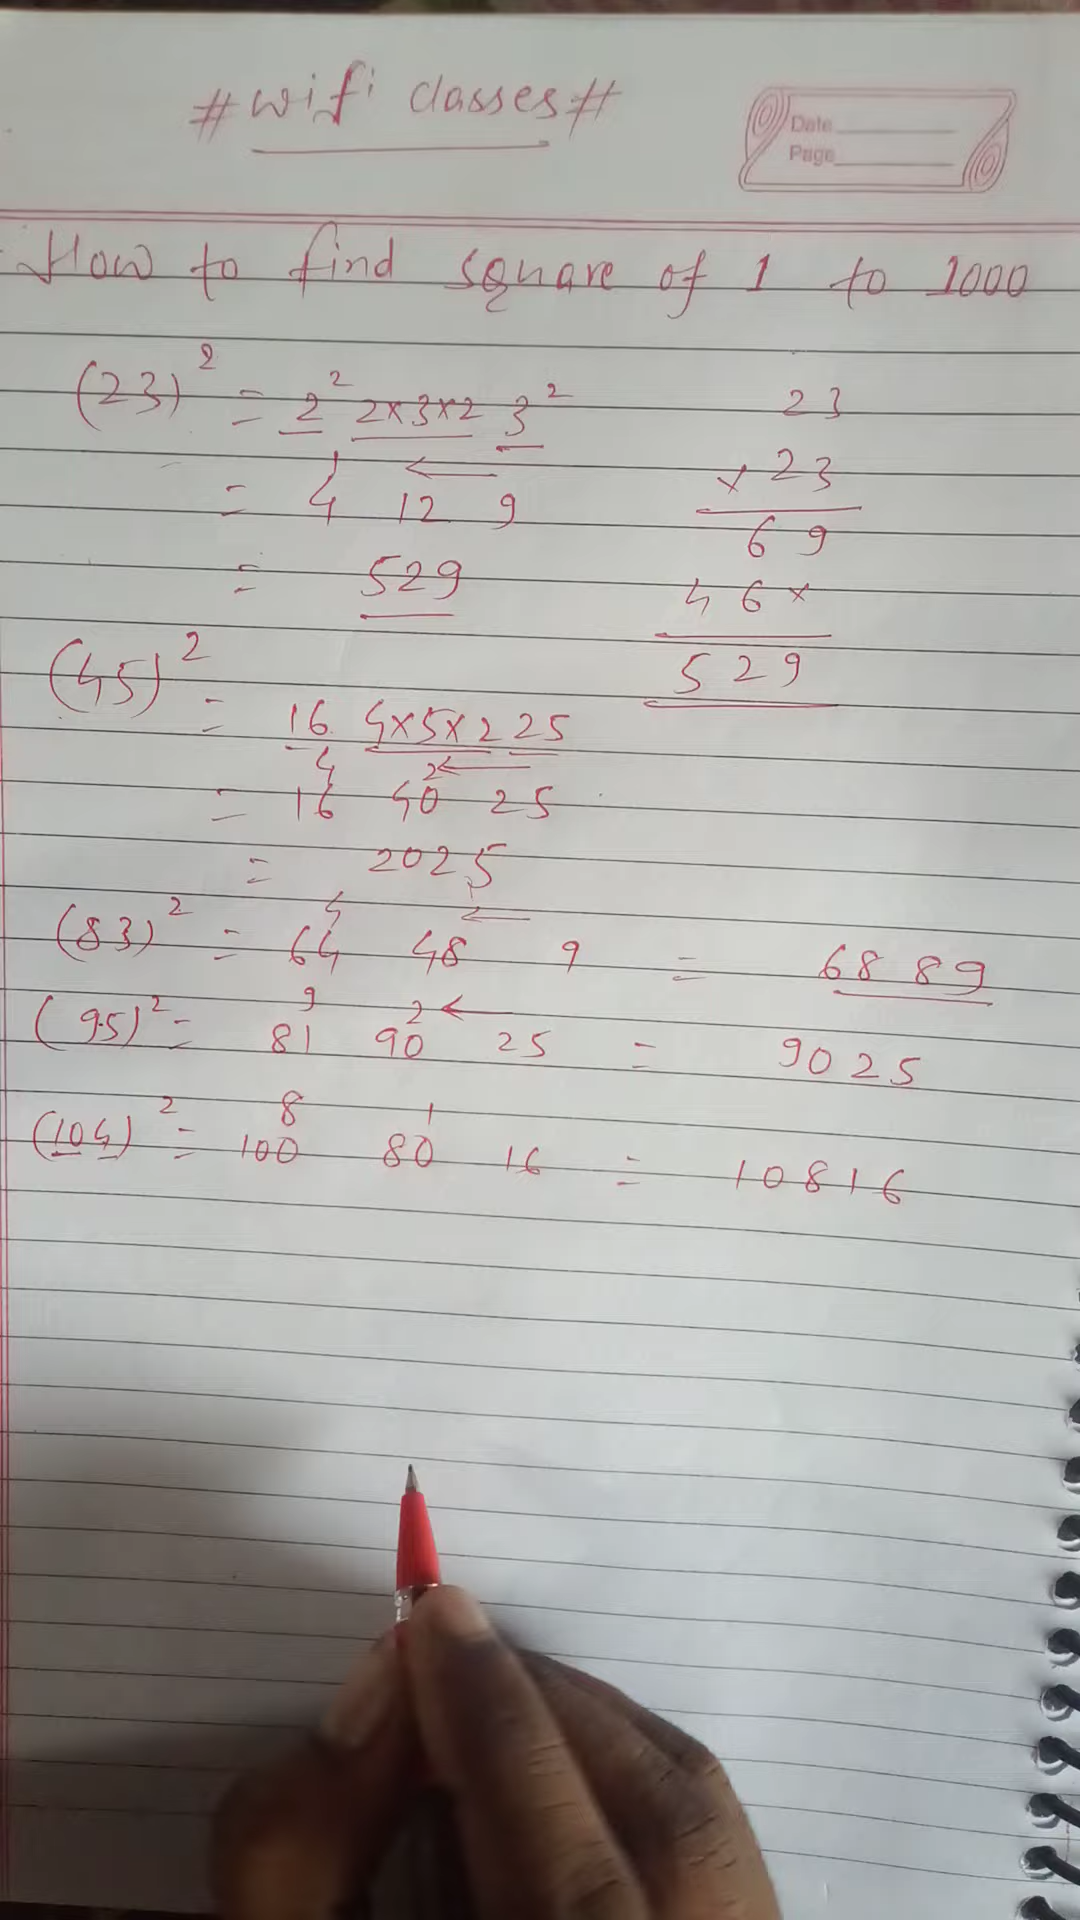 #wifi classes#
Date
Page
How to find square of 1 to 1000
(23)² = 2² 2×3×2 3²
= 4 12 9
= 529
23
× 23
69
46×
529
(45)²
= 16 4×5×2 25
= 16 40 25
= 2025
(83)² = 64 48 9 = 6889
(95)² = 81 90 25 = 9025
(104)² = 100 80 16 = 10816